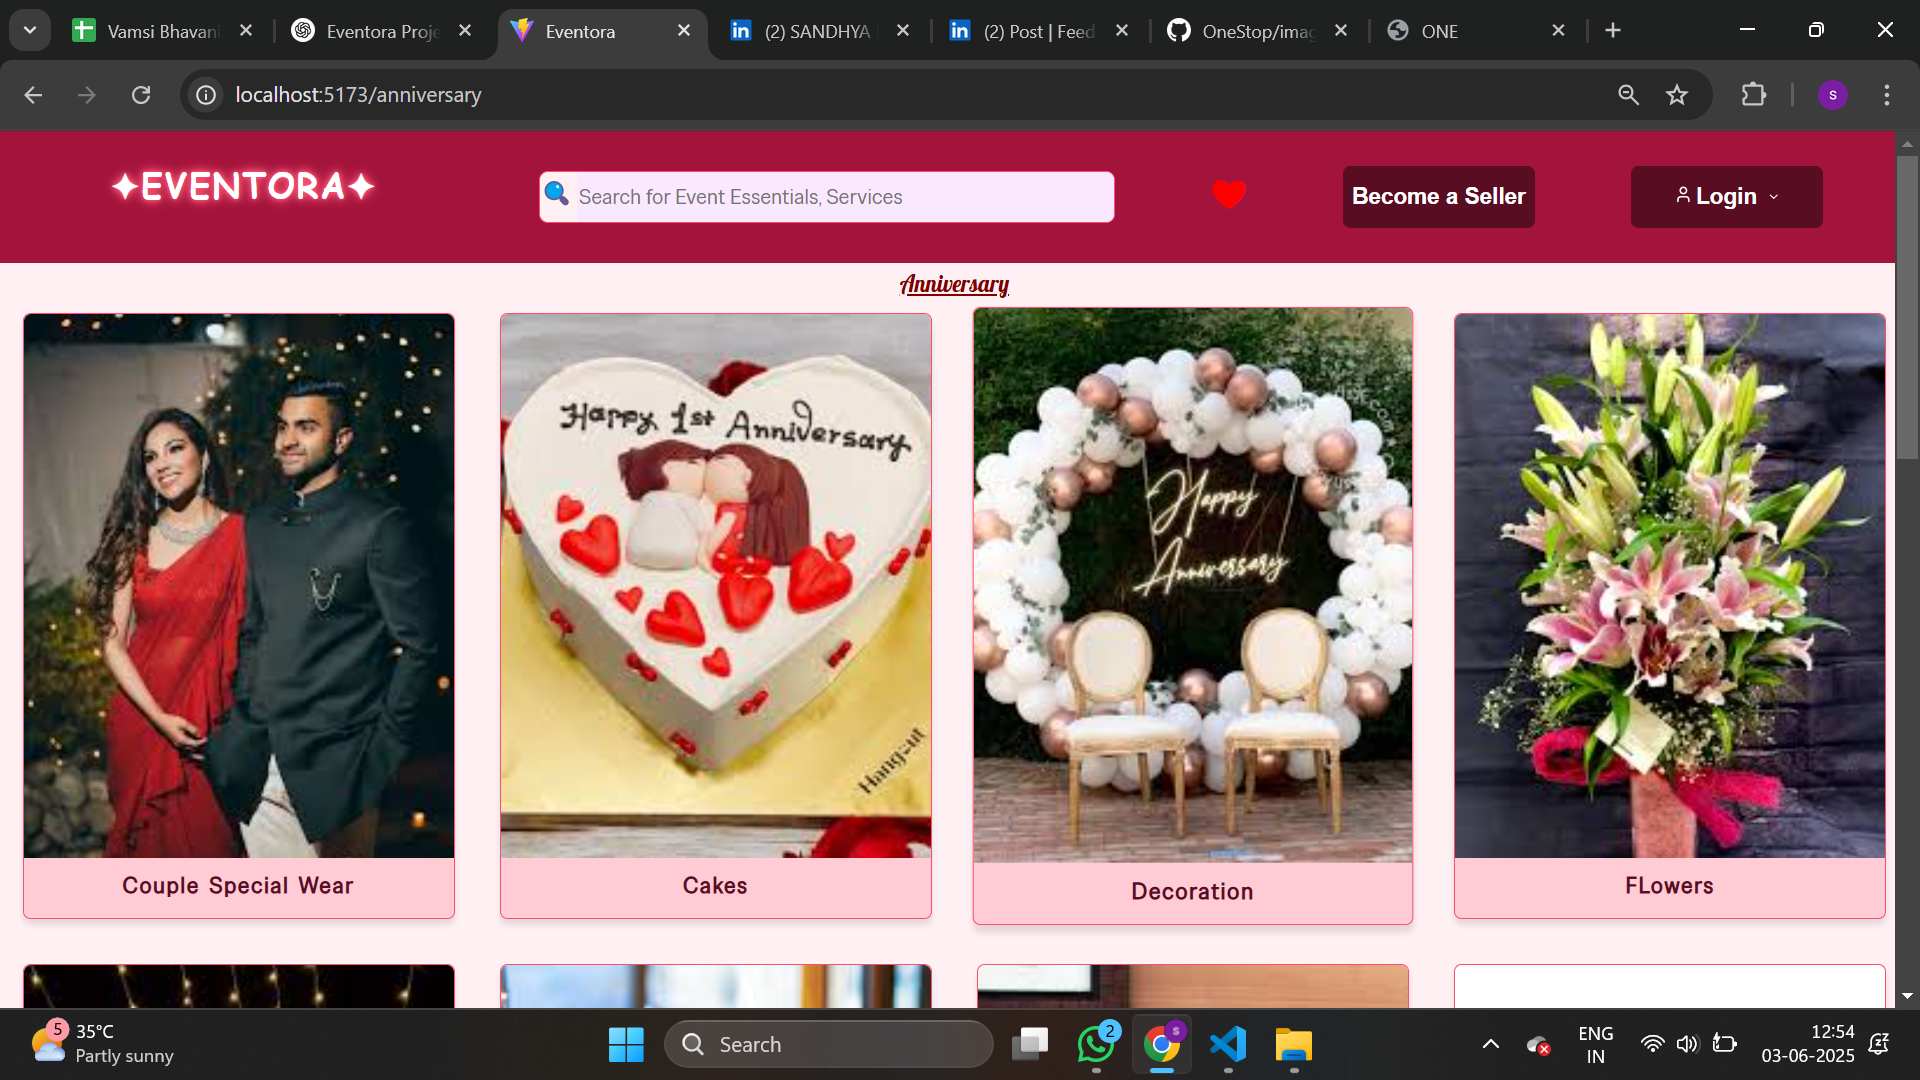 Vamsi Bhavani
Eventora Proje
Eventora
(2) SANDHYA
(2) Post | Feed
OneStop/imag
ONE
localhost:5173/anniversary
S
✦EVENTORA✦
Search for Event Essentials, Services
Become a Seller
Login
Anniversary
Happy 1st Anniversary
Hang-out
Happy
Anniversary
Couple Special Wear
Cakes
Decoration
FLowers
5
35°C
Partly sunny
Search
2
S
ENG
IN
12:54
03-06-2025